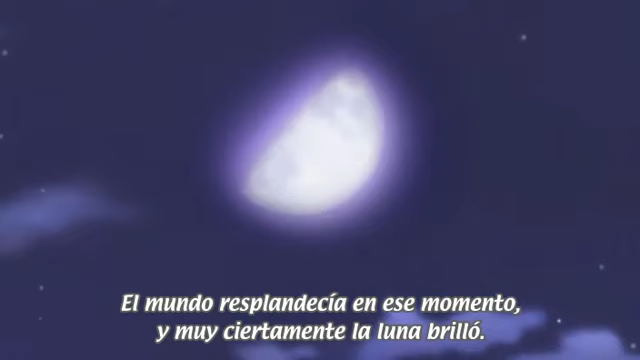 El mundo resplandecía en ese momento,
y muy ciertamente la luna brilló.